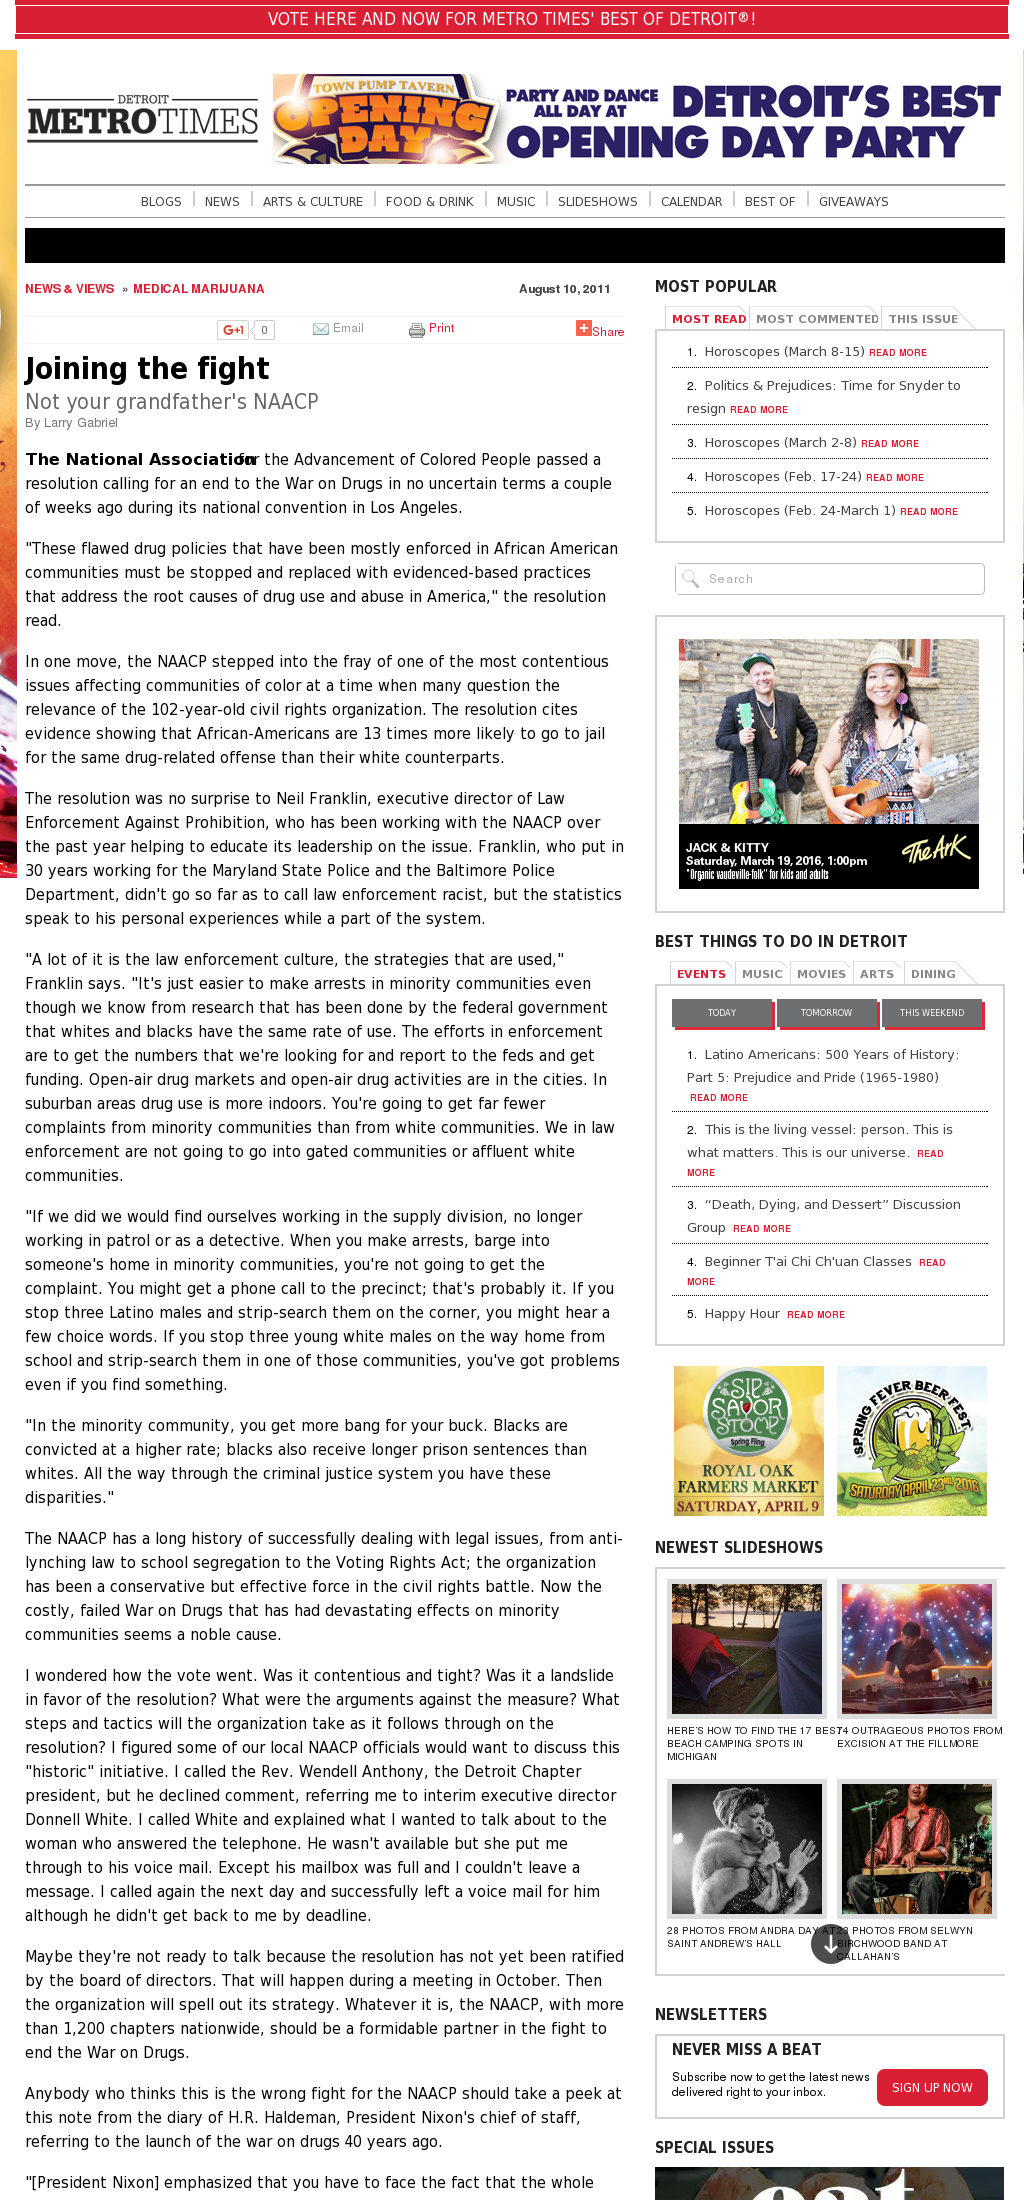 VOTE HERE AND NOW FOR METRO TIMES' BEST OF DETROIT®!
DETROIT
METROTIMES
TOWN PUMP TAVERN
OPENING
DAY
PARTY AND DANCE
ALL DAY AT
DETROIT'S BEST
OPENING DAY PARTY
BLOGS
NEWS
ARTS & CULTURE
FOOD & DRINK
MUSIC
SLIDESHOWS
CALENDAR
BEST OF
GIVEAWAYS
NEWS & VIEWS » MEDICAL MARIJUANA
August 10, 2011
G+1 0
Email
Print
Share
Joining the fight
Not your grandfather's NAACP
By Larry Gabriel
The National Association for the Advancement of Colored People passed a
resolution calling for an end to the War on Drugs in no uncertain terms a couple
of weeks ago during its national convention in Los Angeles.
"These flawed drug policies that have been mostly enforced in African American
communities must be stopped and replaced with evidenced-based practices
that address the root causes of drug use and abuse in America," the resolution
read.
In one move, the NAACP stepped into the fray of one of the most contentious
issues affecting communities of color at a time when many question the
relevance of the 102-year-old civil rights organization. The resolution cites
evidence showing that African-Americans are 13 times more likely to go to jail
for the same drug-related offense than their white counterparts.
The resolution was no surprise to Neil Franklin, executive director of Law
Enforcement Against Prohibition, who has been working with the NAACP over
the past year helping to educate its leadership on the issue. Franklin, who put in
30 years working for the Maryland State Police and the Baltimore Police
Department, didn't go so far as to call law enforcement racist, but the statistics
speak to his personal experiences while a part of the system.
"A lot of it is the law enforcement culture, the strategies that are used,"
Franklin says. "It's just easier to make arrests in minority communities even
though we know from research that has been done by the federal government
that whites and blacks have the same rate of use. The efforts in enforcement
are to get the numbers that we're looking for and report to the feds and get
funding. Open-air drug markets and open-air drug activities are in the cities. In
suburban areas drug use is more indoors. You're going to get far fewer
complaints from minority communities than from white communities. We in law
enforcement are not going to go into gated communities or affluent white
communities.
"If we did we would find ourselves working in the supply division, no longer
working in patrol or as a detective. When you make arrests, barge into
someone's home in minority communities, you're not going to get the
complaint. You might get a phone call to the precinct; that's probably it. If you
stop three Latino males and strip-search them on the corner, you might hear a
few choice words. If you stop three young white males on the way home from
school and strip-search them in one of those communities, you've got problems
even if you find something.
"In the minority community, you get more bang for your buck. Blacks are
convicted at a higher rate; blacks also receive longer prison sentences than
whites. All the way through the criminal justice system you have these
disparities."
The NAACP has a long history of successfully dealing with legal issues, from anti-
lynching law to school segregation to the Voting Rights Act; the organization
has been a conservative but effective force in the civil rights battle. Now the
costly, failed War on Drugs that has had devastating effects on minority
communities seems a noble cause.
I wondered how the vote went. Was it contentious and tight? Was it a landslide
in favor of the resolution? What were the arguments against the measure? What
steps and tactics will the organization take as it follows through on the
resolution? I figured some of our local NAACP officials would want to discuss this
"historic" initiative. I called the Rev. Wendell Anthony, the Detroit Chapter
president, but he declined comment, referring me to interim executive director
Donnell White. I called White and explained what I wanted to talk about to the
woman who answered the telephone. He wasn't available but she put me
through to his voice mail. Except his mailbox was full and I couldn't leave a
message. I called again the next day and successfully left a voice mail for him
although he didn't get back to me by deadline.
Maybe they're not ready to talk because the resolution has not yet been ratified
by the board of directors. That will happen during a meeting in October. Then
the organization will spell out its strategy. Whatever it is, the NAACP, with more
than 1,200 chapters nationwide, should be a formidable partner in the fight to
end the War on Drugs.
Anybody who thinks this is the wrong fight for the NAACP should take a peek at
this note from the diary of H.R. Haldeman, President Nixon's chief of staff,
referring to the launch of the war on drugs 40 years ago.
"[President Nixon] emphasized that you have to face the fact that the whole
MOST POPULAR
MOST READ
MOST COMMENTED
THIS ISSUE
1. Horoscopes (March 8-15) READ MORE
2. Politics & Prejudices: Time for Snyder to
resign READ MORE
3. Horoscopes (March 2-8) READ MORE
4. Horoscopes (Feb. 17-24) READ MORE
5. Horoscopes (Feb. 24-March 1) READ MORE
Search
JACK & KITTY
Saturday, March 19, 2016, 1:00pm
"Organic vaudeville-folk" for kids and adults
The Ark
BEST THINGS TO DO IN DETROIT
EVENTS
MUSIC
MOVIES
ARTS
DINING
TODAY
TOMORROW
THIS WEEKEND
1. Latino Americans: 500 Years of History:
Part 5: Prejudice and Pride (1965-1980)
READ MORE
2. This is the living vessel: person. This is
what matters. This is our universe. READ
MORE
3. “Death, Dying, and Dessert” Discussion
Group READ MORE
4. Beginner T'ai Chi Ch'uan Classes READ
MORE
5. Happy Hour READ MORE
SIP
SAVOR
STOMP
Spring Fling
ROYAL OAK
FARMERS MARKET
SATURDAY, APRIL 9
SPRING FEVER BEER FEST
SATURDAY APRIL 23RD, 2016
NEWEST SLIDESHOWS
HERE'S HOW TO FIND THE 17 BEST
BEACH CAMPING SPOTS IN
MICHIGAN
74 OUTRAGEOUS PHOTOS FROM
EXCISION AT THE FILLMORE
28 PHOTOS FROM ANDRA DAY AT
SAINT ANDREW'S HALL
23 PHOTOS FROM SELWYN
BIRCHWOOD BAND AT
CALLAHAN'S
NEWSLETTERS
NEVER MISS A BEAT
Subscribe now to get the latest news
delivered right to your inbox.
SIGN UP NOW
SPECIAL ISSUES
eat